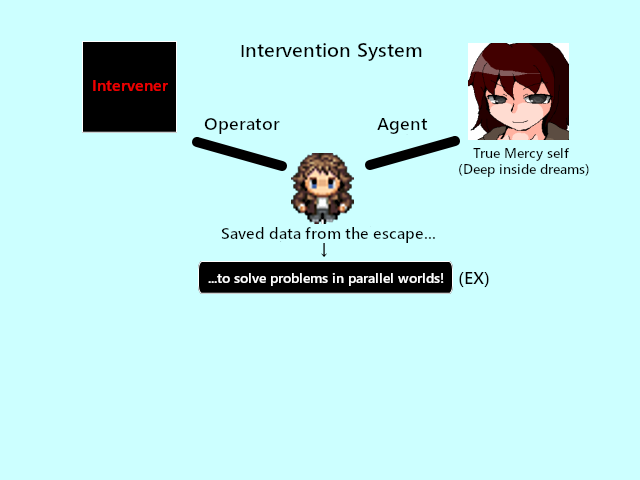 Intervention System
Intervener
Operator
Agent
True Mercy self
(Deep inside dreams)
Saved data from the escape...
↓
...to solve problems in parallel worlds! (EX)